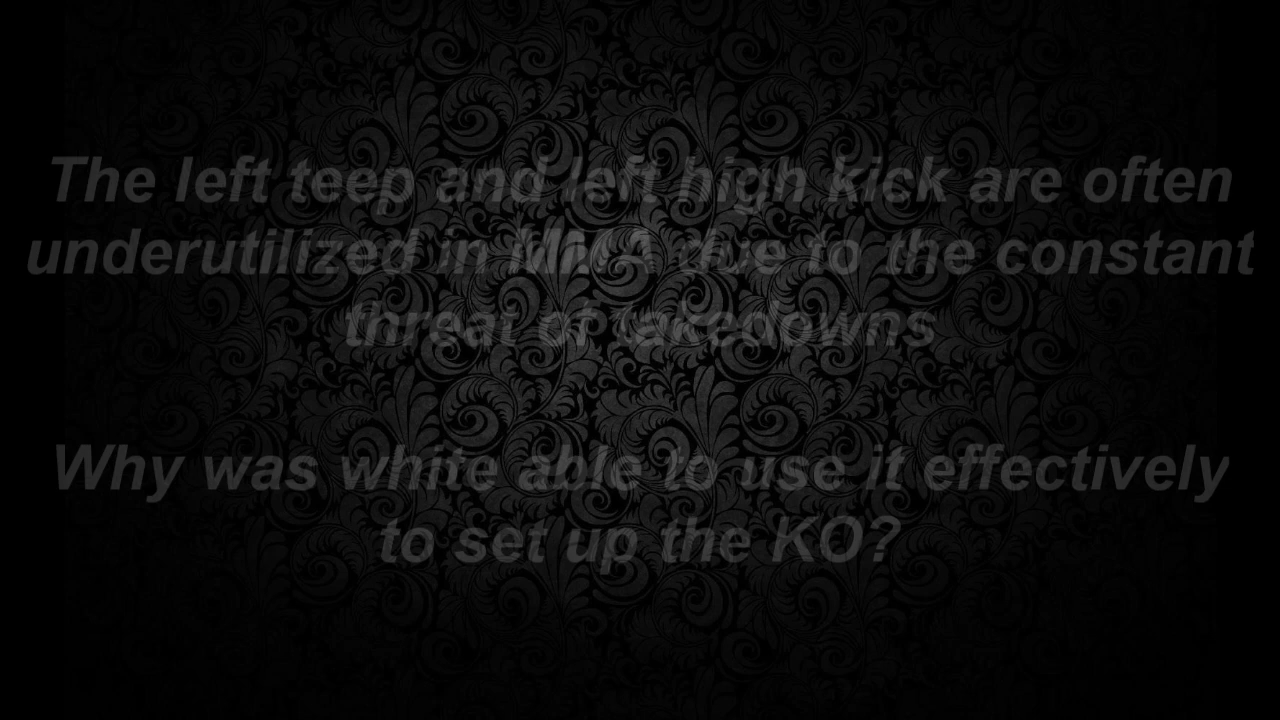 The left teep and left high kick are often
underutilized in MMA due to the constant
threat of takedowns
Why was white able to use it effectively
to set up the KO?